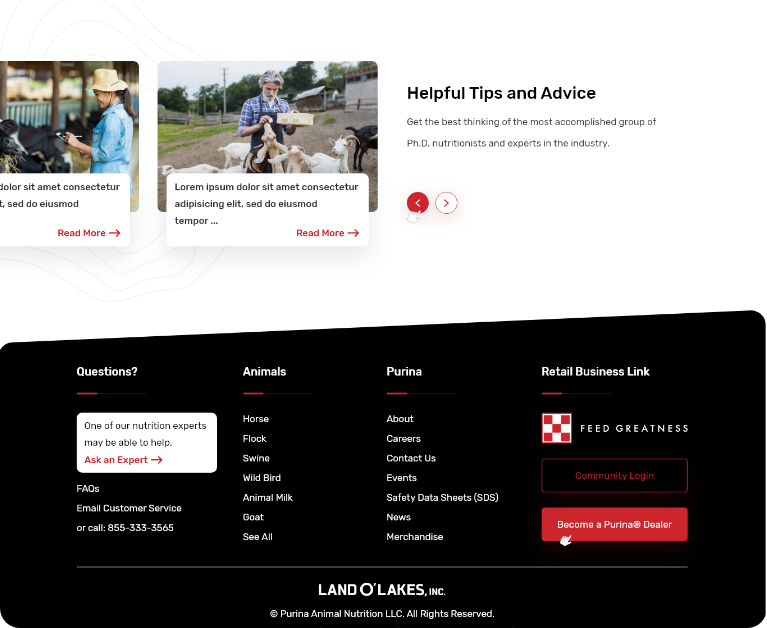 Helpful Tips and Advice
Get the best thinking of the most accomplished group of
Ph.D. nutritionists and experts in the industry.
dolor sit amet consectetur
t, sed do eiusmod
Read More
Lorem ipsum dolor sit amet consectetur
adipisicing elit, sed do eiusmod
tempor ...
Read More
Questions?
One of our nutrition experts
may be able to help.
Ask an Expert
FAQs
Email Customer Service
or call: 855-333-3565
Animals
Horse
Flock
Swine
Wild Bird
Animal Milk
Goat
See All
Purina
About
Careers
Contact Us
Events
Safety Data Sheets (SDS)
News
Merchandise
Retail Business Link
FEED GREATNESS
Community Login
Become a Purina® Dealer
LAND O'LAKES, INC.
© Purina Animal Nutrition LLC. All Rights Reserved.